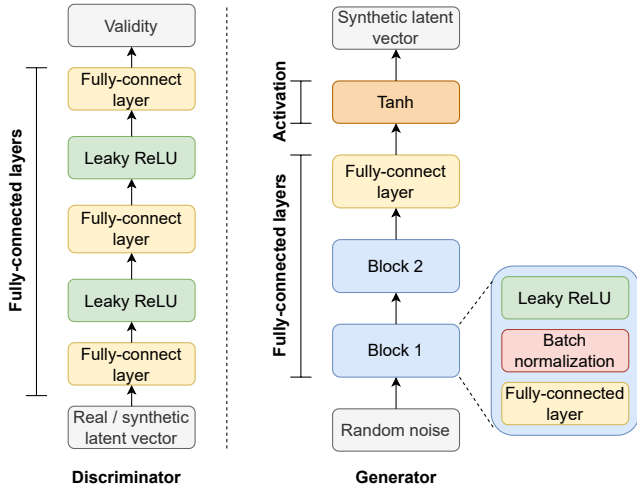 Validity
Fully-connect
layer
Leaky ReLU
Fully-connect
layer
Leaky ReLU
Fully-connect
layer
Real / synthetic
latent vector
Fully-connected layers
Discriminator
Synthetic latent
vector
Tanh
Activation
Fully-connect
layer
Block 2
Block 1
Fully-connected layers
Random noise
Generator
Leaky ReLU
Batch
normalization
Fully-connected
layer